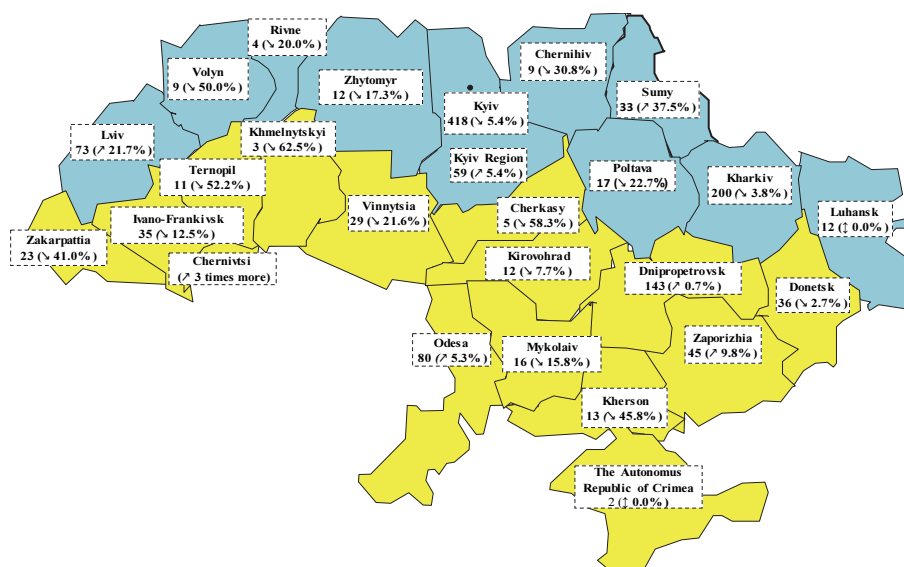 Rivne
4 (↘ 20.0%)
Volyn
9 (↘ 50.0%)
Zhytomyr
12 (↘ 17.3%)
Chernihiv
9 (↘ 30.8%)
Sumy
33 (↗ 37.5%)
Kyiv
418 (↘ 5.4%)
Lviv
73 (↗ 21.7%)
Khmelnytskyi
3 (↘ 62.5%)
Kyiv Region
59 (↗ 5.4%)
Ternopil
11 (↘ 52.2%)
Poltava
17 (↘ 22.7%)
Kharkiv
200 (↘ 3.8%)
Vinnytsia
29 (↘ 21.6%)
Cherkasy
5 (↘ 58.3%)
Luhansk
12 (↕ 0.0%)
Zakarpattia
23 (↘ 41.0%)
Ivano-Frankivsk
35 (↘ 12.5%)
Chernivtsi
(↗ 3 times more)
Kirovohrad
12 (↘ 7.7%)
Dnipropetrovsk
143 (↗ 0.7%)
Donetsk
36 (↘ 2.7%)
Odesa
80 (↗ 5.3%)
Mykolaiv
16 (↘ 15.8%)
Zaporizhia
45 (↗ 9.8%)
Kherson
13 (↘ 45.8%)
The Autonomus
Republic of Crimea
2 (↕ 0.0%)